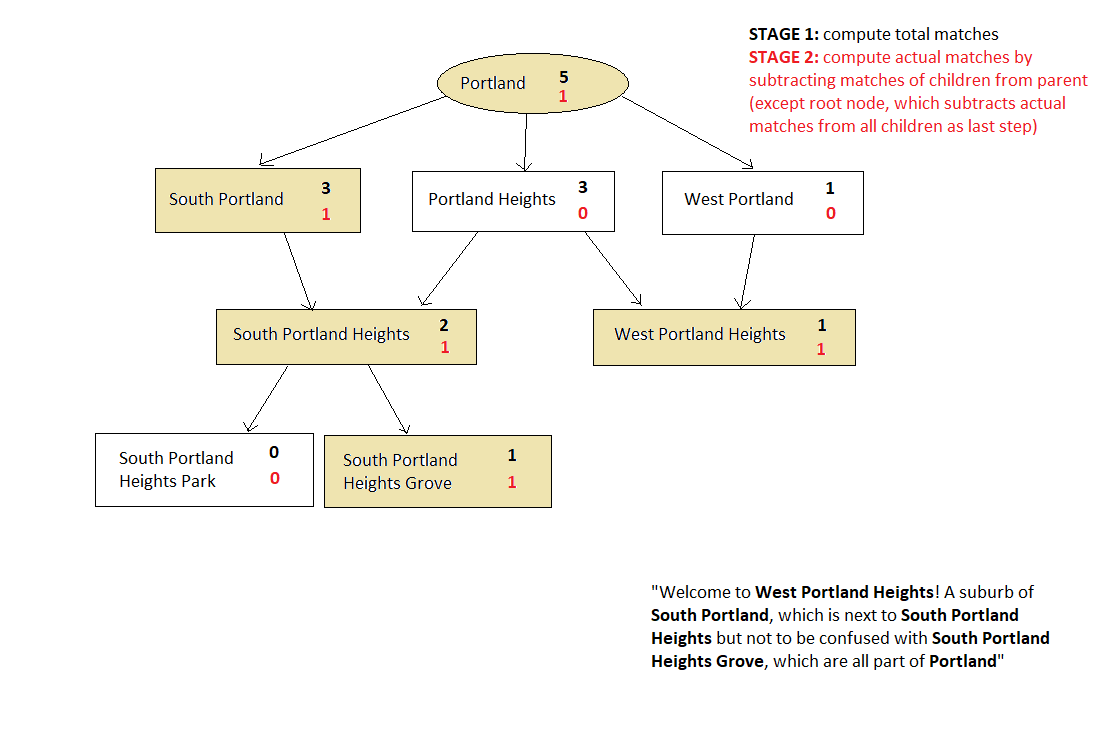 STAGE 1: compute total matches
STAGE 2: compute actual matches by
subtracting matches of children from parent
(except root node, which subtracts actual
matches from all children as last step)
Portland 5
1
South Portland 3
1
Portland Heights 3
0
West Portland 1
0
South Portland Heights 2
1
West Portland Heights 1
1
South Portland 0
Heights Park 0
South Portland 1
Heights Grove 1
"Welcome to West Portland Heights! A suburb of
South Portland, which is next to South Portland
Heights but not to be confused with South Portland
Heights Grove, which are all part of Portland"